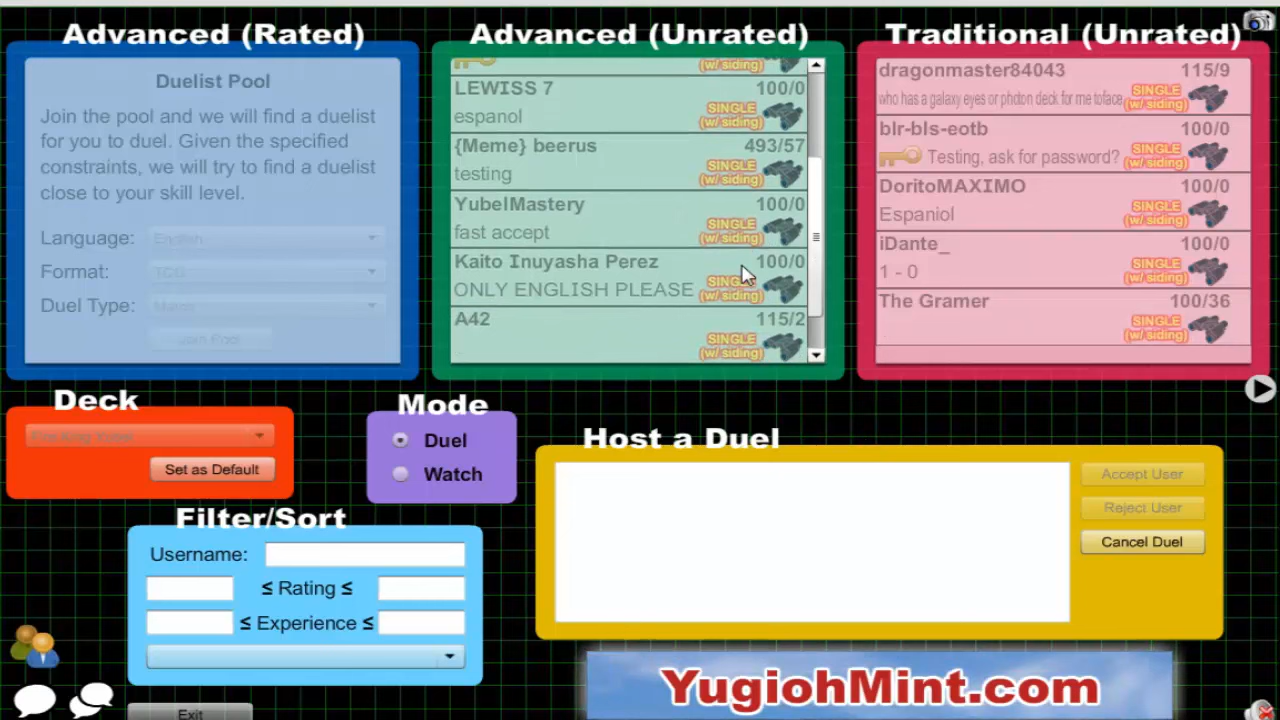 Advanced (Rated)
Duelist Pool
Join the pool and we will find a duelist
for you to duel. Given the specified
constraints, we will try to find a duelist
close to your skill level.
Language: English
Format: TCG
Duel Type: Match
Join Pool
Advanced (Unrated)
(w/ siding)
LEWISS 7 100/0
espanol SINGLE (w/ siding)
{Meme} beerus 493/57
testing SINGLE (w/ siding)
YubelMastery 100/0
fast accept SINGLE (w/ siding)
Kaito Inuyasha Perez 100/0
ONLY ENGLISH PLEASE SINGLE (w/ siding)
A42 115/2
SINGLE (w/ siding)
Traditional (Unrated)
dragonmaster84043 115/9
who has a galaxy eyes or photon deck for me toface SINGLE (w/ siding)
blr-bls-eotb 100/0
Testing, ask for password? SINGLE (w/ siding)
DoritoMAXIMO 100/0
Espaniol SINGLE (w/ siding)
iDante_ 100/0
1 - 0 SINGLE (w/ siding)
The Gramer 100/36
SINGLE (w/ siding)
Deck
Set as Default
Mode
Duel
Watch
Host a Duel
Accept User
Reject User
Cancel Duel
Filter/Sort
Username:
≤ Rating ≤
≤ Experience ≤
Exit
YugiohMint.com